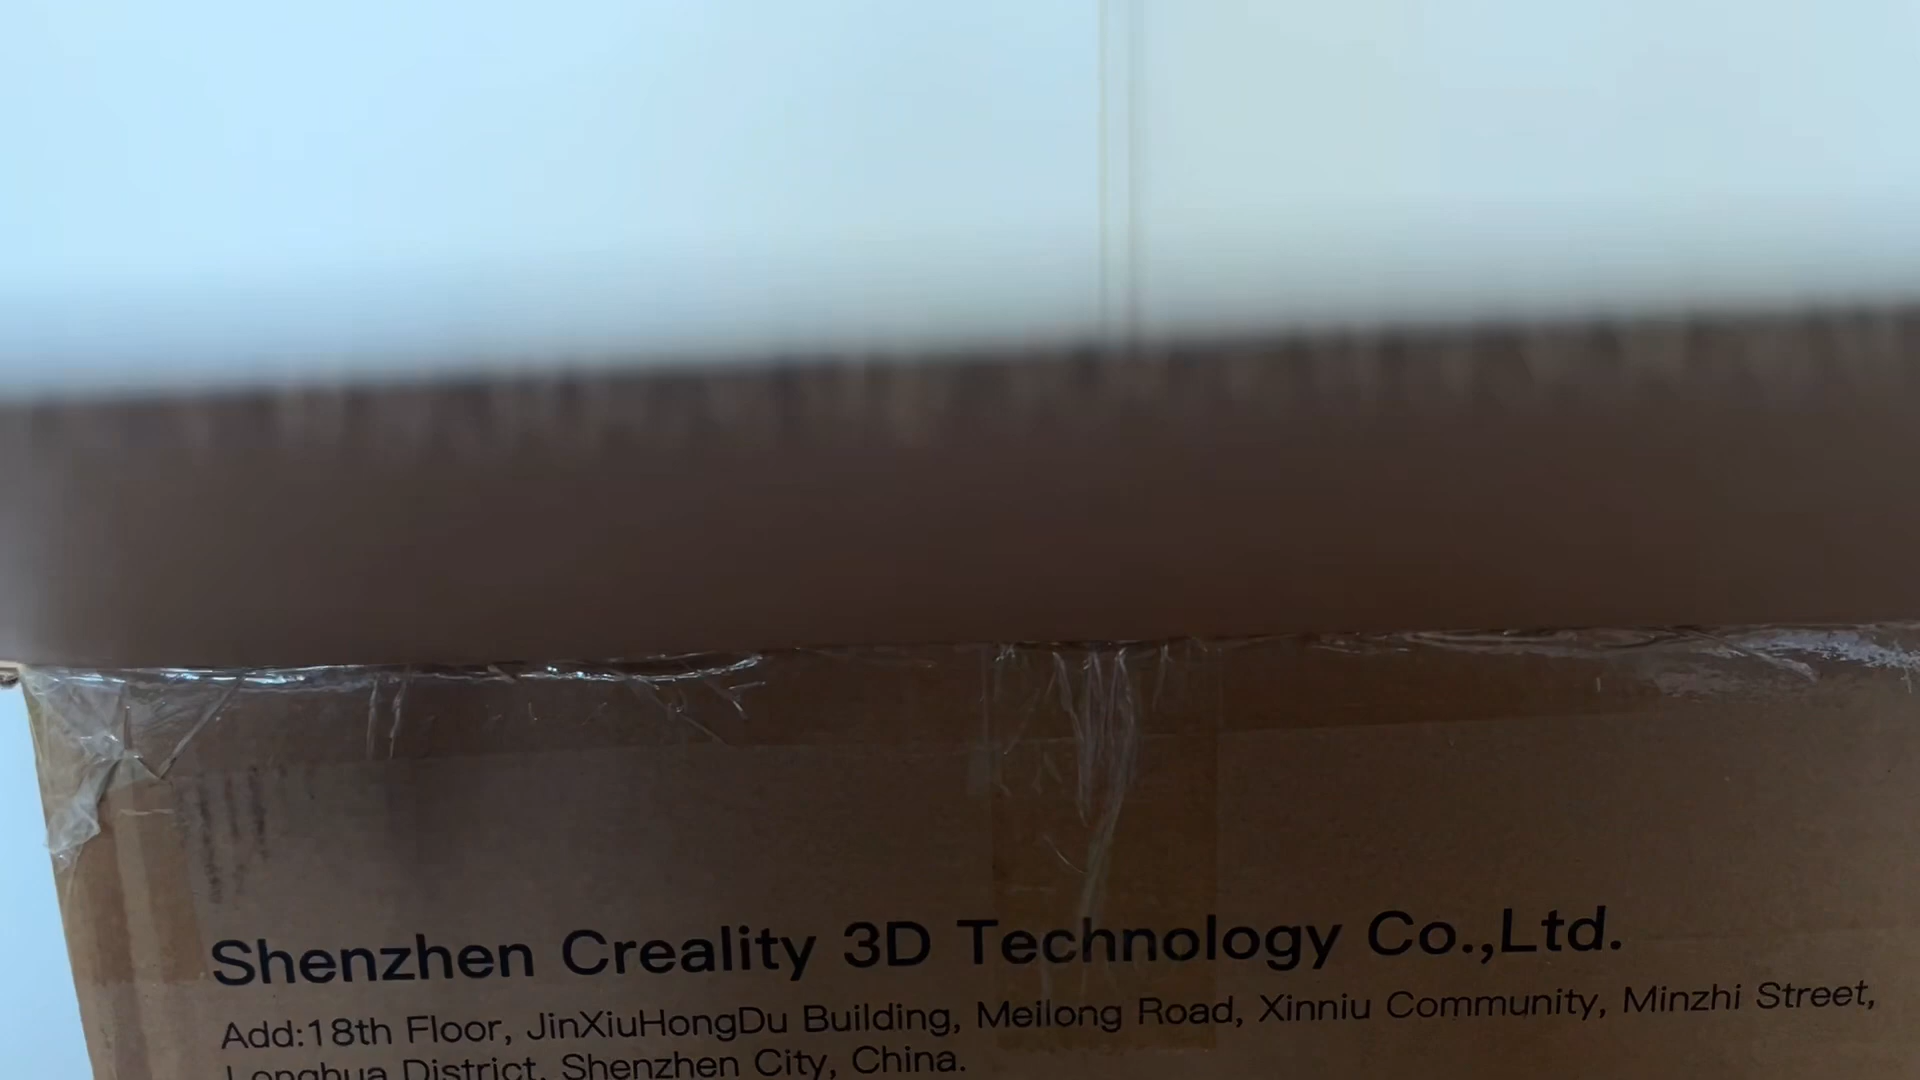 Shenzhen Creality 3D Technology Co.,Ltd.
Add:18th Floor, JinXiuHongDu Building, Meilong Road, Xinniu Community, Minzhi Street,
Longhua District, Shenzhen City, China.